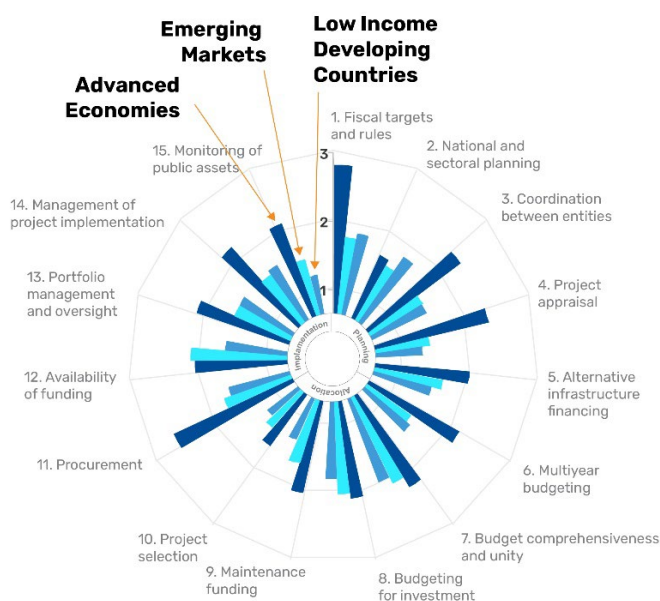 Emerging
Markets
Low Income
Developing
Countries
Advanced
Economies
1. Fiscal targets
and rules
2. National and
sectoral planning
3. Coordination
between entities
4. Project
appraisal
5. Alternative
infrastructure
financing
6. Multiyear
budgeting
7. Budget comprehensiveness
and unity
8. Budgeting
for investment
9. Maintenance
funding
10. Project
selection
11. Procurement
12. Availability
of funding
13. Portfolio
management
and oversight
14. Management of
project implementation
15. Monitoring of
public assets
3
2
1
Planning
Allocation
Implementation